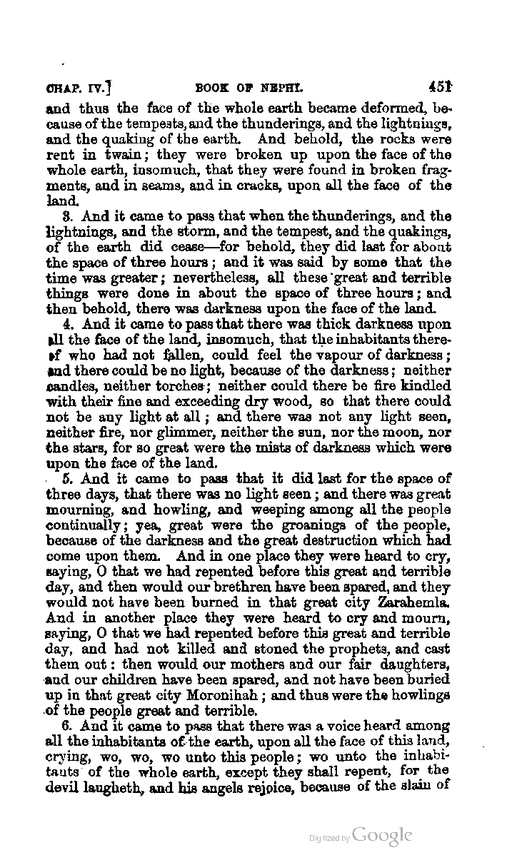 CHAP. IV.] BOOK OF NEPHI. 451
and thus the face of the whole earth became deformed, be-
cause of the tempests, and the thunderings, and the lightnings,
and the quaking of the earth. And behold, the rocks were
rent in twain; they were broken up upon the face of the
whole earth, insomuch, that they were found in broken frag-
ments, and in seams, and in cracks, upon all the face of the
land.
3. And it came to pass that when the thunderings, and the
lightnings, and the storm, and the tempest, and the quakings,
of the earth did cease—for behold, they did last for about
the space of three hours; and it was said by some that the
time was greater; nevertheless, all these great and terrible
things were done in about the space of three hours; and
then behold, there was darkness upon the face of the land.
4. And it came to pass that there was thick darkness upon
all the face of the land, insomuch, that the inhabitants there-
of who had not fallen, could feel the vapour of darkness;
and there could be no light, because of the darkness; neither
candles, neither torches; neither could there be fire kindled
with their fine and exceeding dry wood, so that there could
not be any light at all; and there was not any light seen,
neither fire, nor glimmer, neither the sun, nor the moon, nor
the stars, for so great were the mists of darkness which were
upon the face of the land.
5. And it came to pass that it did last for the space of
three days, that there was no light seen; and there was great
mourning, and howling, and weeping among all the people
continually; yea, great were the groanings of the people,
because of the darkness and the great destruction which had
come upon them. And in one place they were heard to cry,
saying, O that we had repented before this great and terrible
day, and then would our brethren have been spared, and they
would not have been burned in that great city Zarahemla.
And in another place they were heard to cry and mourn,
saying, O that we had repented before this great and terrible
day, and had not killed and stoned the prophets, and cast
them out: then would our mothers and our fair daughters,
and our children have been spared, and not have been buried
up in that great city Moronihah; and thus were the howlings
of the people great and terrible.
6. And it came to pass that there was a voice heard among
all the inhabitants of the earth, upon all the face of this land,
crying, wo, wo, wo unto this people; wo unto the inhabi-
tants of the whole earth, except they shall repent, for the
devil laugheth, and his angels rejoice, because of the slain of
Digitized by Google